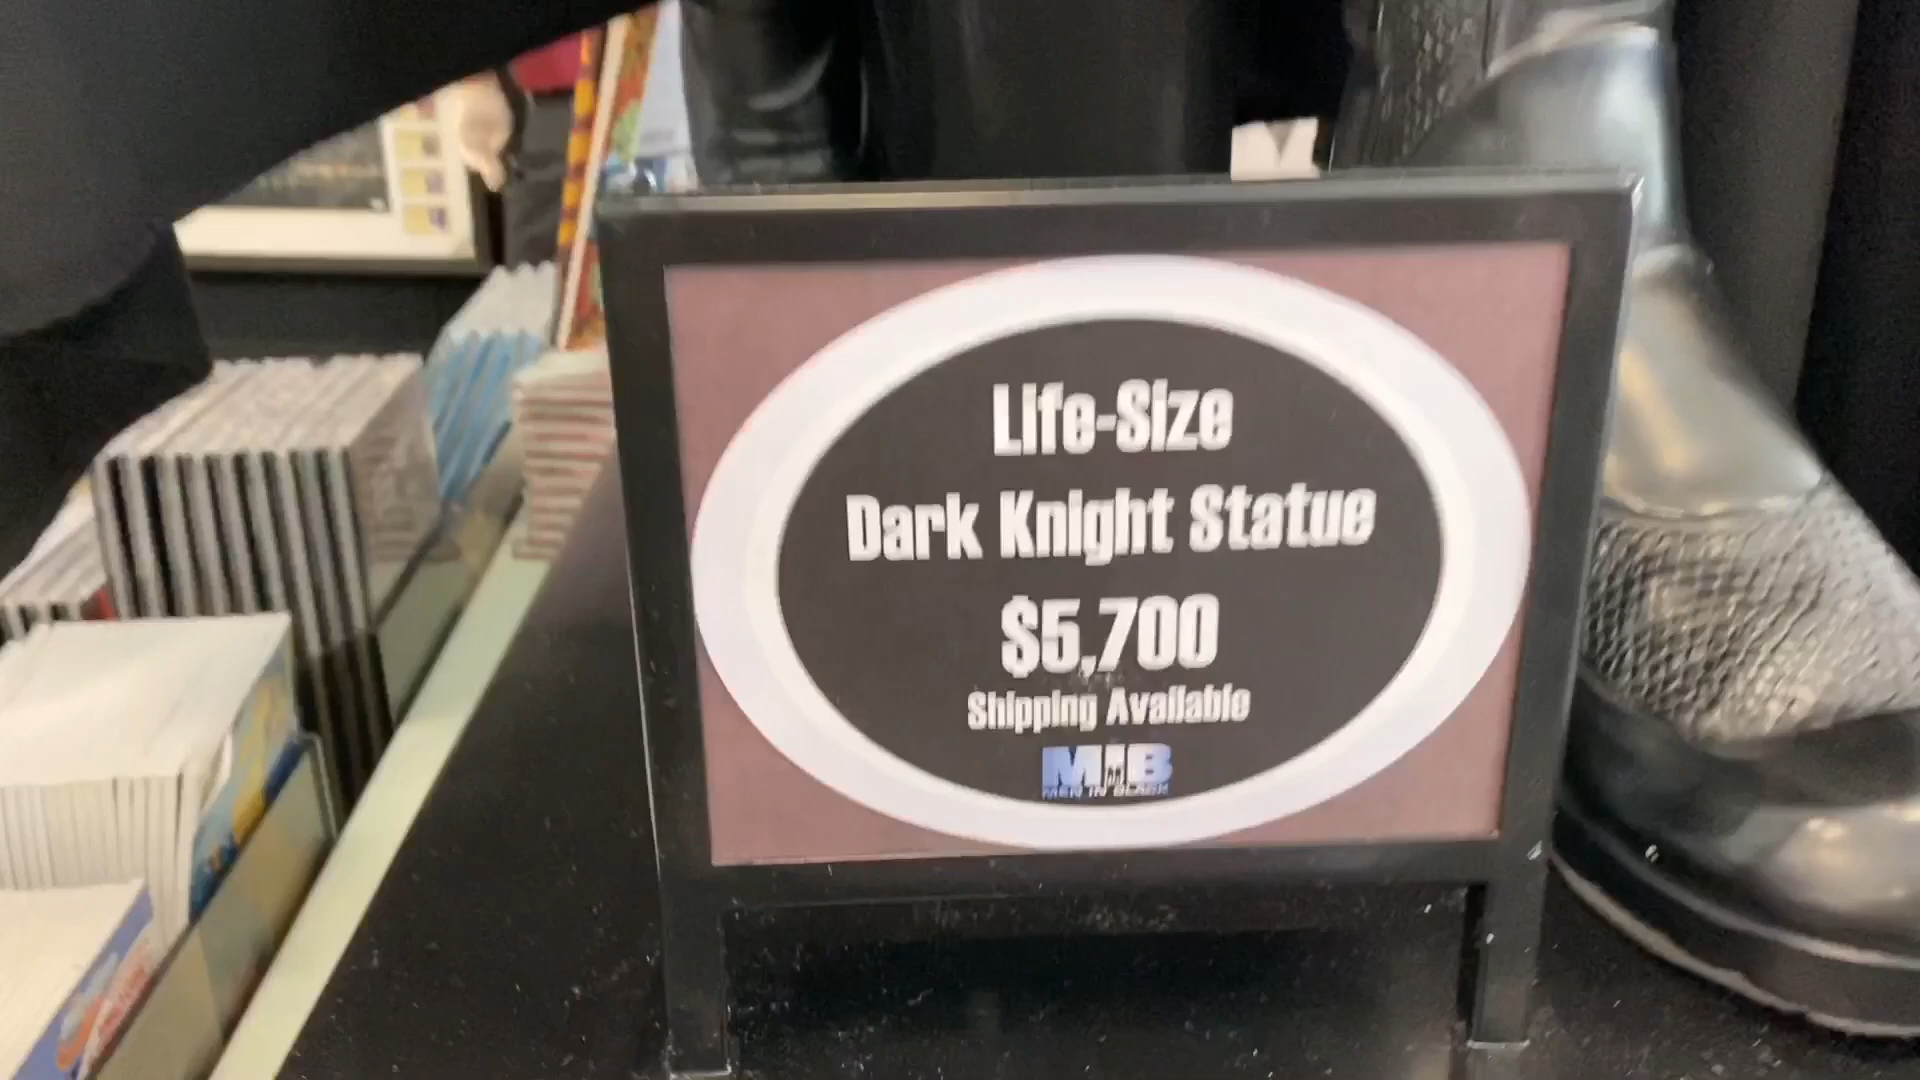 Life-Size
Dark Knight Statue
$5,700
Shipping Available
MIB
MEN IN BLACK